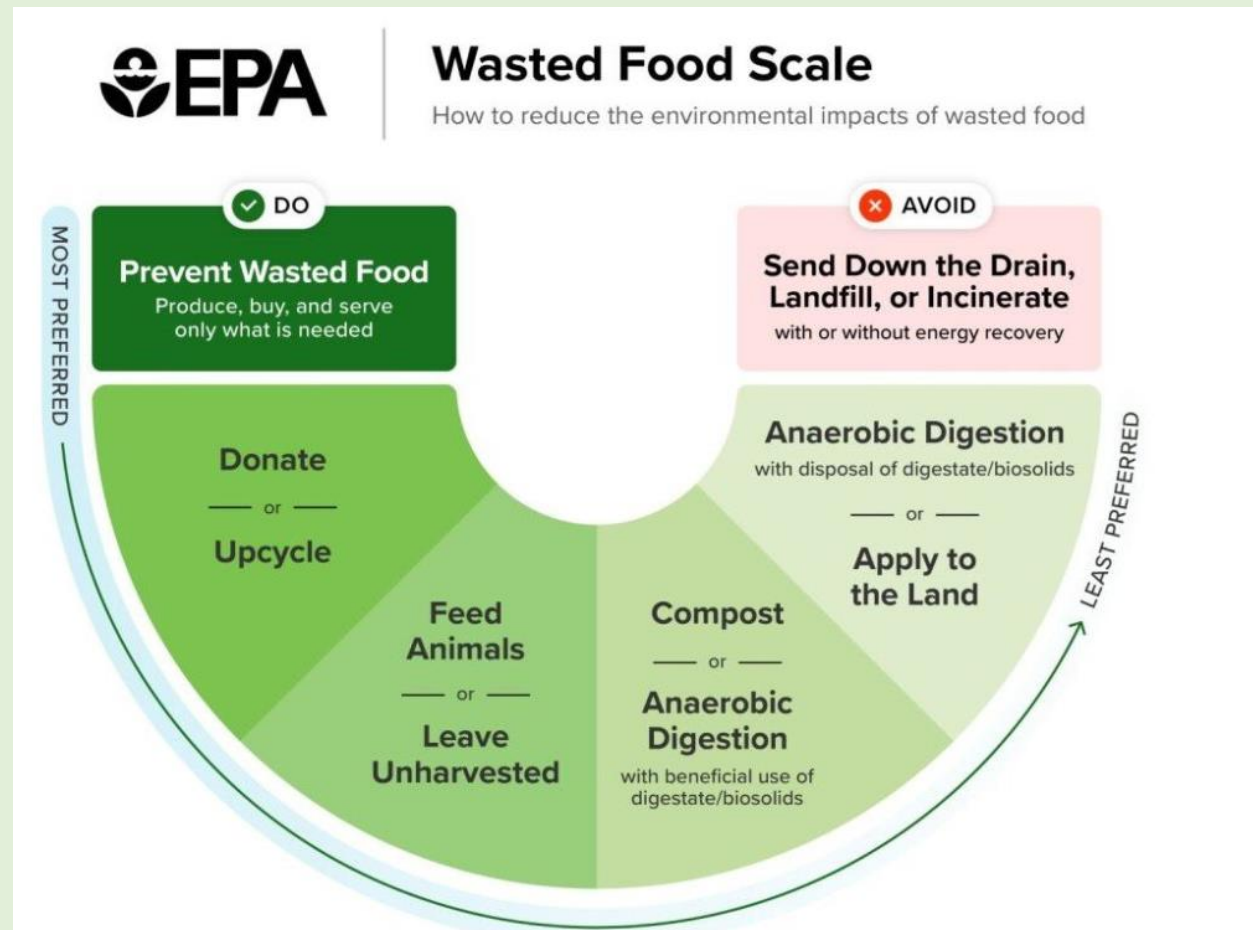 EPA
Wasted Food Scale
How to reduce the environmental impacts of wasted food
DO
Prevent Wasted Food
Produce, buy, and serve
only what is needed
AVOID
Send Down the Drain,
Landfill, or Incinerate
with or without energy recovery
MOST PREFERRED
Donate
or
Upcycle
Feed
Animals
or
Leave
Unharvested
Compost
or
Anaerobic
Digestion
with beneficial use of
digestate/biosolids
Anaerobic Digestion
with disposal of digestate/biosolids
or
Apply to
the Land
LEAST PREFERRED